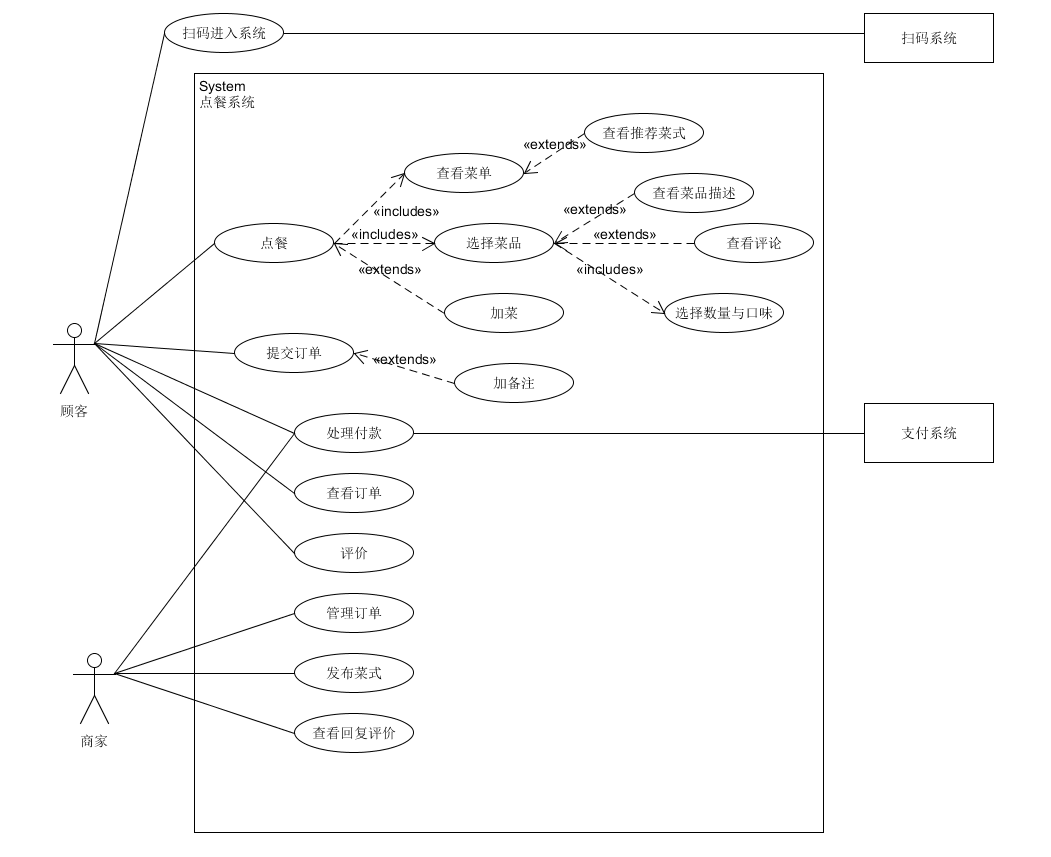 扫码进入系统
扫码系统
System
点餐系统
查看推荐菜式
«extends»
查看菜单
查看菜品描述
«extends»
«includes»
«includes»
«extends»
点餐
选择菜品
查看评论
«extends»
«includes»
加菜
选择数量与口味
提交订单
«extends»
加备注
顾客
处理付款
支付系统
查看订单
评价
管理订单
发布菜式
商家
查看回复评价